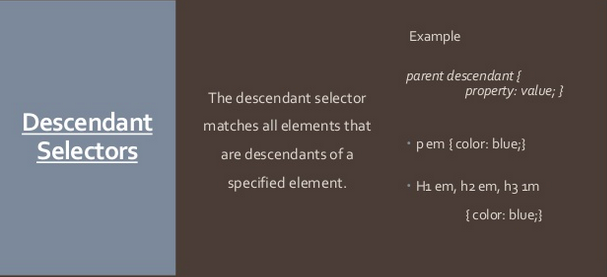 Descendant
Selectors
The descendant selector
matches all elements that
are descendants of a
specified element.
Example
parent descendant {
property: value; }
• p em { color: blue;}
• H1 em, h2 em, h3 1m
{ color: blue;}